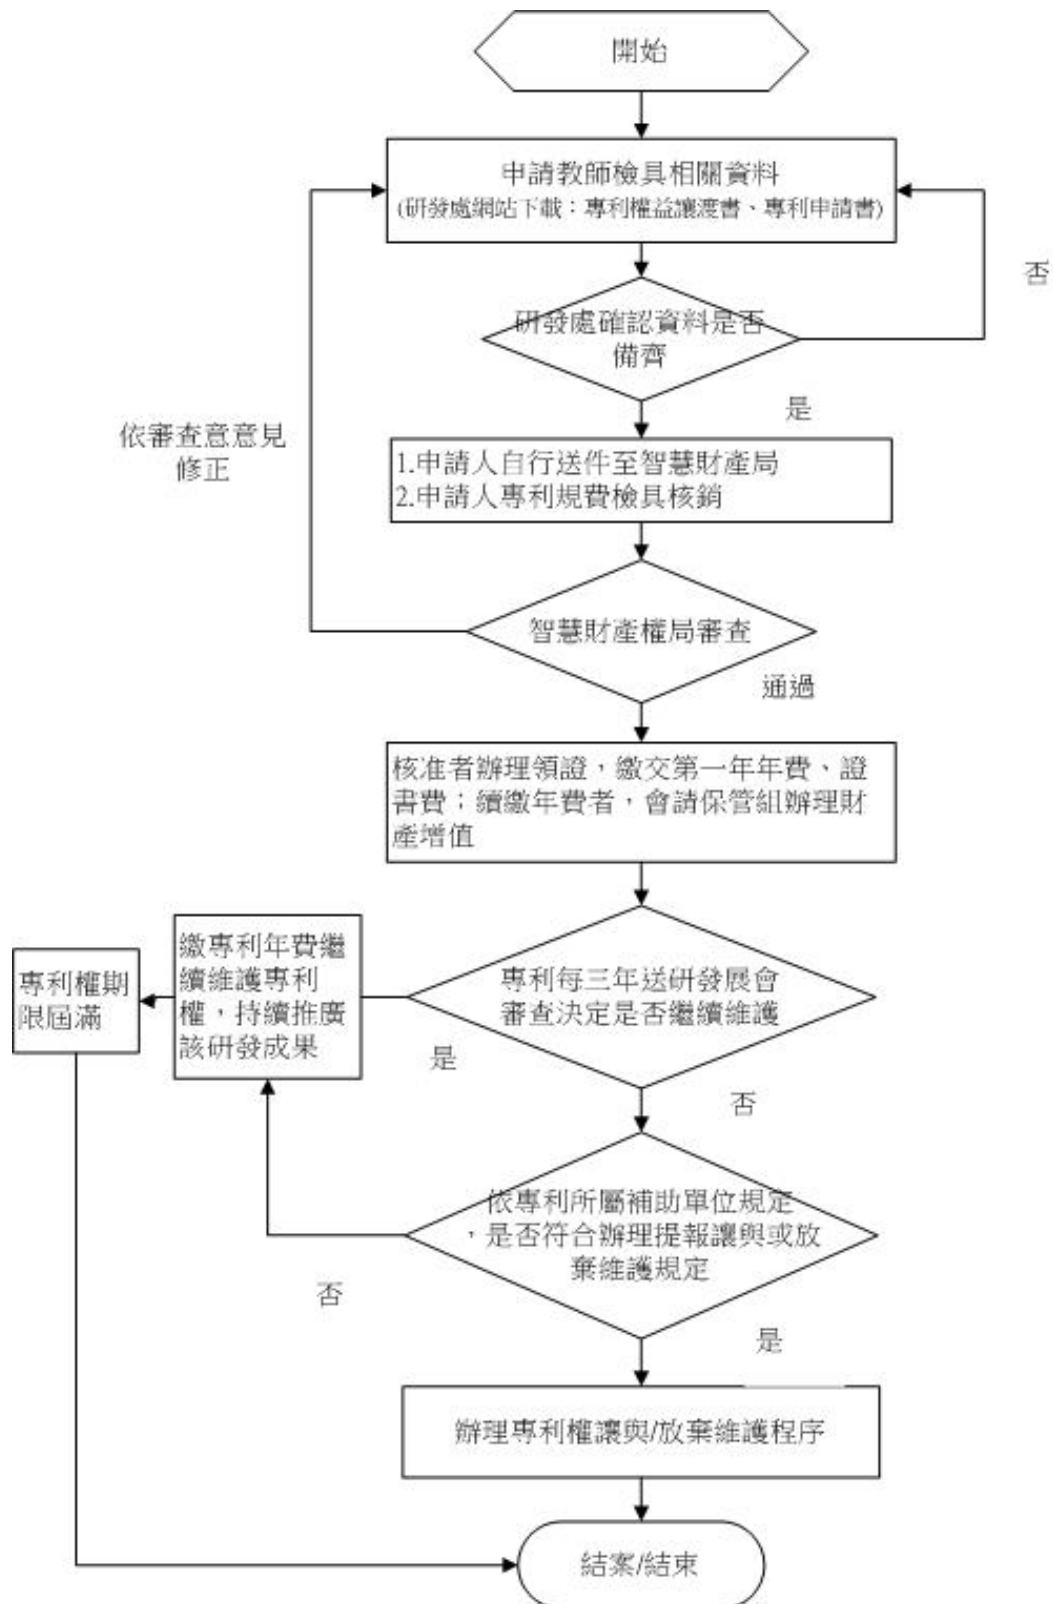 開始
申請教師檢具相關資料
(研發處網站下載：專利權益讓渡書、專利申請書)
否
研發處確認資料是否
備齊
是
依審查意意見
修正
1.申請人自行送件至智慧財產局
2.申請人專利規費檢具核銷
智慧財產權局審查
通過
核准者辦理領證，繳交第一年年費、證
書費；續繳年費者，會請保管組辦理財
產增值
專利每三年送研發展會
審查決定是否繼續維護
繳專利年費繼
續維護專利
權，持續推廣
該研發成果
專利權期
限屆滿
是
否
依專利所屬補助單位規定
，是否符合辦理提報讓與或放
棄維護規定
否
是
辦理專利權讓與/放棄維護程序
結案/結束